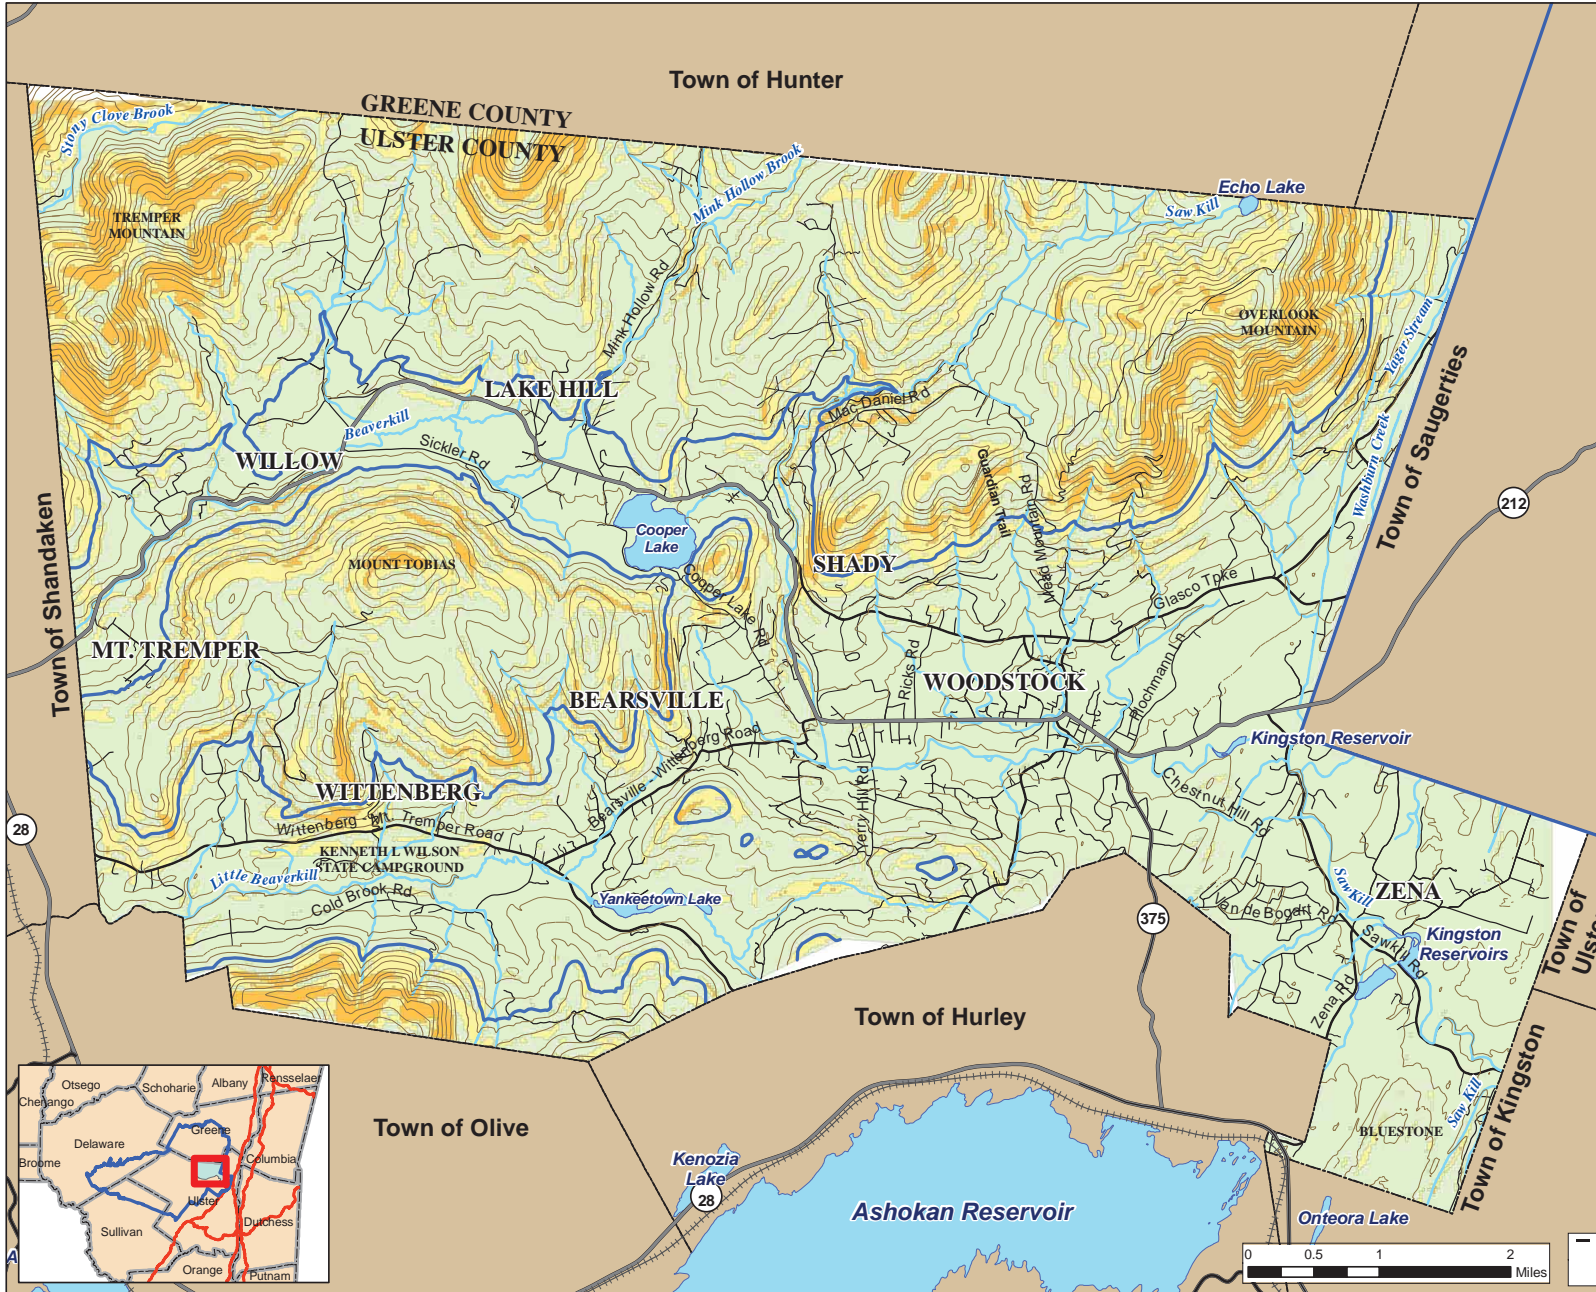 Town of Hunter
GREENE COUNTY
ULSTER COUNTY
Stony Clove Brook
Mink Hollow Brook
Echo Lake
Saw Kill
TREMPER
MOUNTAIN
OVERLOOK
MOUNTAIN
Yager Stream
Mink Hollow Rd
LAKE HILL
Mac Daniel Rd
Beaverkill
Sickler Rd
WILLOW
Guardian Trail
Mead Mountain Rd
Washburn Creek
Town of Saugerties
212
Town of Shandaken
Cooper
Lake
MOUNT TOBIAS
SHADY
Cooper Lake Rd
Glasco Tpke
MT. TREMPER
Ricks Rd
Plochmann Ln
WOODSTOCK
BEARSVILLE
Bearsville - Wittenberg Road
Kingston Reservoir
Chestnut Hill Rd
WITTENBERG
Wittenberg - Mt. Tremper Road
Yerry Hill Rd
28
KENNETH L WILSON
STATE CAMPGROUND
Little Beaverkill
Cold Brook Rd
Yankeetown Lake
375
Van de Bogart Rd
Saw Kill
ZENA
Sawkill Rd
Kingston
Reservoirs
Zena Rd
Town of
Ulste
Town of Hurley
Town of Kingston
Town of Olive
Saw Kill
BLUESTONE
Kenozia
Lake
28
Ashokan Reservoir
Onteora Lake
Otsego
Schoharie
Albany
Rensselaer
Chenango
Greene
Delaware
Broome
Columbia
Ulster
Sullivan
Dutchess
Orange
Putnam
A
0 0.5 1 2
Miles